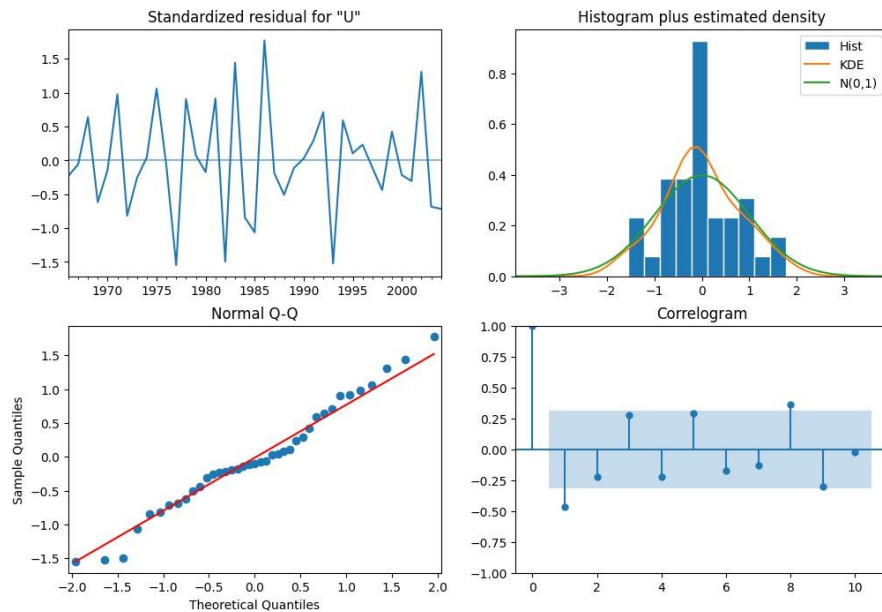 Standardized residual for "U"
1.5
1.0
0.5
0.0
−0.5
−1.0
−1.5
1970 1975 1980 1985 1990 1995 2000
Histogram plus estimated density
Hist
KDE
N(0,1)
0.8
0.6
0.4
0.2
0.0
−3 −2 −1 0 1 2 3
Normal Q-Q
Sample Quantiles
1.5
1.0
0.5
0.0
−0.5
−1.0
−1.5
−2.0 −1.5 −1.0 −0.5 0.0 0.5 1.0 1.5 2.0
Theoretical Quantiles
Correlogram
1.00
0.75
0.50
0.25
0.00
−0.25
−0.50
−0.75
−1.00
0 2 4 6 8 10